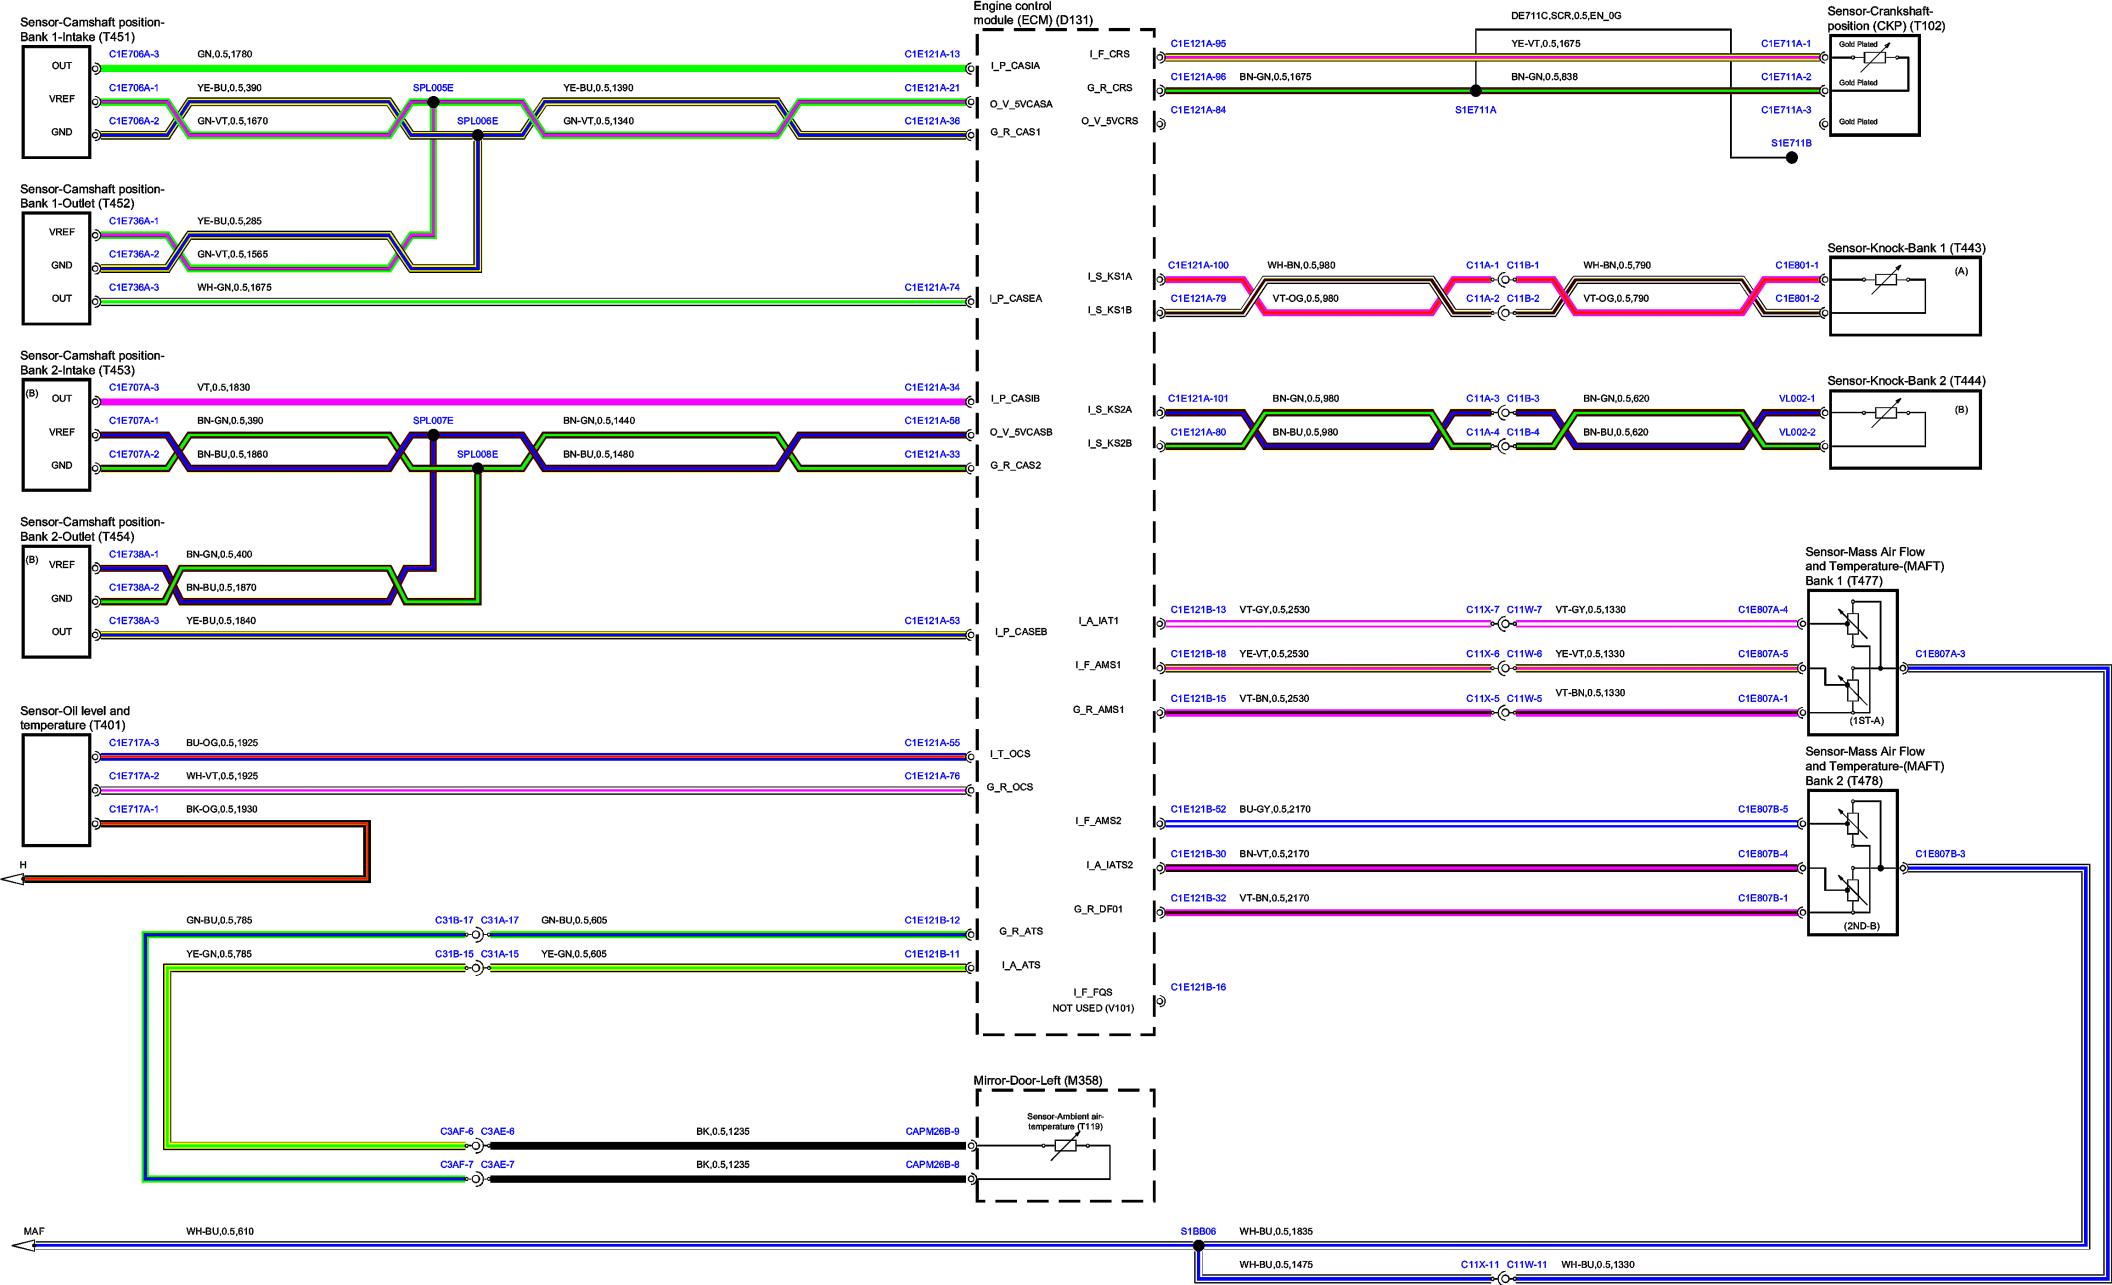 Sensor-Camshaft position-
Bank 1-Intake (T451)
C1E706A-3 GN,0.5,1780 C1E121A-13
OUT
C1E706A-1 YE-BU,0.5,390 SPL005E YE-BU,0.5,1390 C1E121A-21
VREF
C1E706A-2 GN-VT,0.5,1670 SPL006E GN-VT,0.5,1340 C1E121A-36
GND
Sensor-Camshaft position-
Bank 1-Outlet (T452)
C1E736A-1 YE-BU,0.5,285
VREF
C1E736A-2 GN-VT,0.5,1565
GND
C1E736A-3 WH-GN,0.5,1675 C1E121A-74
OUT
Sensor-Camshaft position-
Bank 2-Intake (T453)
C1E707A-3 VT,0.5,1830 C1E121A-34
(B) OUT
C1E707A-1 BN-GN,0.5,390 SPL007E BN-GN,0.5,1440 C1E121A-58
VREF
C1E707A-2 BN-BU,0.5,1860 SPL008E BN-BU,0.5,1480 C1E121A-33
GND
Sensor-Camshaft position-
Bank 2-Outlet (T454)
C1E738A-1 BN-GN,0.5,400
(B) VREF
C1E738A-2 BN-BU,0.5,1870
GND
C1E738A-3 YE-BU,0.5,1840 C1E121A-53
OUT
Sensor-Oil level and
temperature (T401)
C1E717A-3 BU-OG,0.5,1925 C1E121A-55
C1E717A-2 WH-VT,0.5,1925 C1E121A-76
C1E717A-1 BK-OG,0.5,1930
H
GN-BU,0.5,785 C31B-17 C31A-17 GN-BU,0.5,605 C1E121B-12
YE-GN,0.5,785 C31B-15 C31A-15 YE-GN,0.5,605 C1E121B-11
Engine control
module (ECM) (D131)
I_P_CASIA
O_V_5VCASA
G_R_CAS1
I_P_CASEA
I_P_CASIB
O_V_5VCASB
G_R_CAS2
I_P_CASEB
I_T_OCS
G_R_OCS
G_R_ATS
I_A_ATS
I_F_CRS
G_R_CRS
O_V_5VCRS
I_S_KS1A
I_S_KS1B
I_S_KS2A
I_S_KS2B
I_A_IAT1
I_F_AMS1
G_R_AMS1
I_F_AMS2
I_A_IATS2
G_R_DF01
I_F_FQS
NOT USED (V101)
DE711C,SCR,0.5,EN_0G
C1E121A-95 YE-VT,0.5,1675 C1E711A-1
C1E121A-96 BN-GN,0.5,1675 BN-GN,0.5,838 C1E711A-2
C1E121A-84 S1E711A C1E711A-3
S1E711B
Sensor-Crankshaft-
position (CKP) (T102)
Gold Plated
Gold Plated
Gold Plated
Sensor-Knock-Bank 1 (T443)
C1E121A-100 WH-BN,0.5,980 C11A-1 C11B-1 WH-BN,0.5,790 C1E801-1
(A)
C1E121A-79 VT-OG,0.5,980 C11A-2 C11B-2 VT-OG,0.5,790 C1E801-2
Sensor-Knock-Bank 2 (T444)
C1E121A-101 BN-GN,0.5,980 C11A-3 C11B-3 BN-GN,0.5,620 VL002-1
(B)
C1E121A-80 BN-BU,0.5,980 C11A-4 C11B-4 BN-BU,0.5,620 VL002-2
Sensor-Mass Air Flow
and Temperature-(MAFT)
Bank 1 (T477)
C1E121B-13 VT-GY,0.5,2530 C11X-7 C11W-7 VT-GY,0.5,1330 C1E807A-4
C1E121B-18 YE-VT,0.5,2530 C11X-6 C11W-6 YE-VT,0.5,1330 C1E807A-5 C1E807A-3
C1E121B-15 VT-BN,0.5,2530 C11X-5 C11W-5 VT-BN,0.5,1330 C1E807A-1
(1ST-A)
Sensor-Mass Air Flow
and Temperature-(MAFT)
Bank 2 (T478)
C1E121B-52 BU-GY,0.5,2170 C1E807B-5
C1E121B-30 BN-VT,0.5,2170 C1E807B-4 C1E807B-3
C1E121B-32 VT-BN,0.5,2170 C1E807B-1
(2ND-B)
C1E121B-16
Mirror-Door-Left (M358)
Sensor-Ambient air-
temperature (T119)
C3AF-6 C3AE-6 BK,0.5,1235 CAPM26B-9
C3AF-7 C3AE-7 BK,0.5,1235 CAPM26B-8
MAF WH-BU,0.5,610 S1BB06 WH-BU,0.5,1835
WH-BU,0.5,1475 C11X-11 C11W-11 WH-BU,0.5,1330